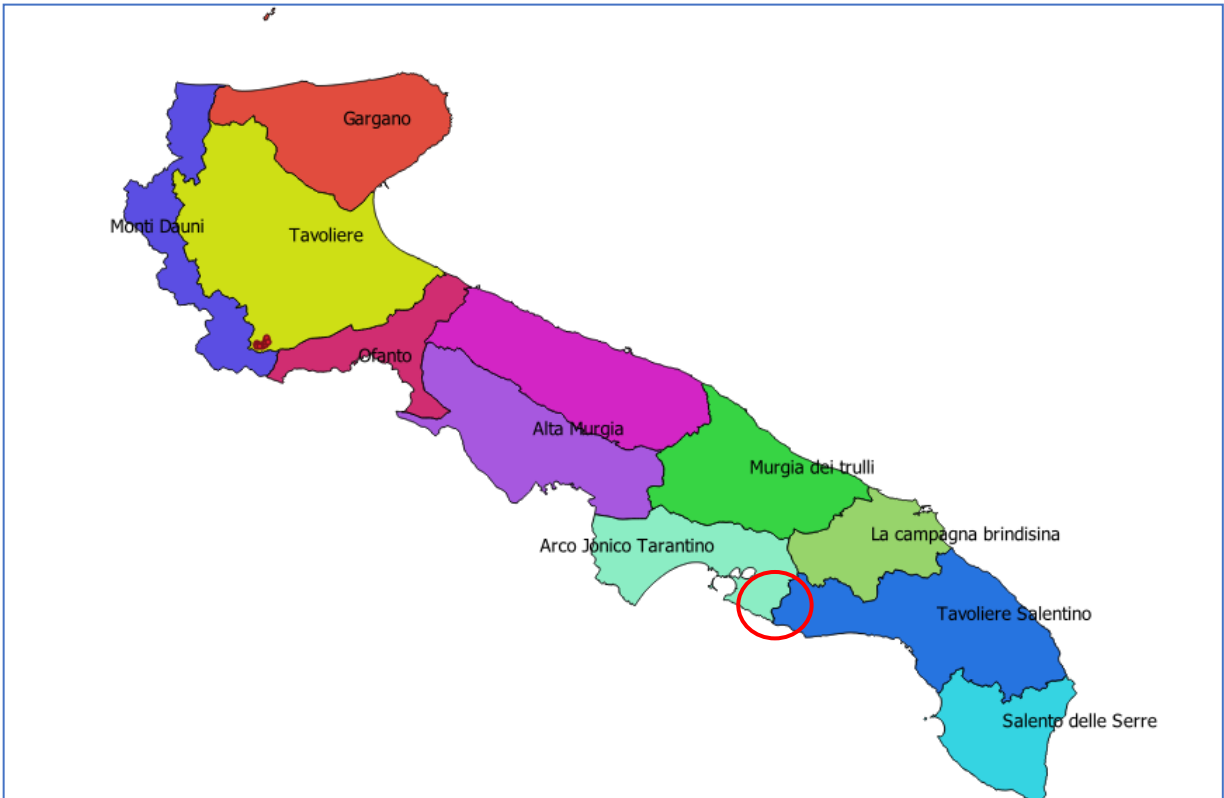 Gargano
Monti Dauni
Tavoliere
Ofanto
Alta Murgia
Murgia dei trulli
La campagna brindisina
Arco Jonico Tarantino
Tavoliere Salentino
Salento delle Serre